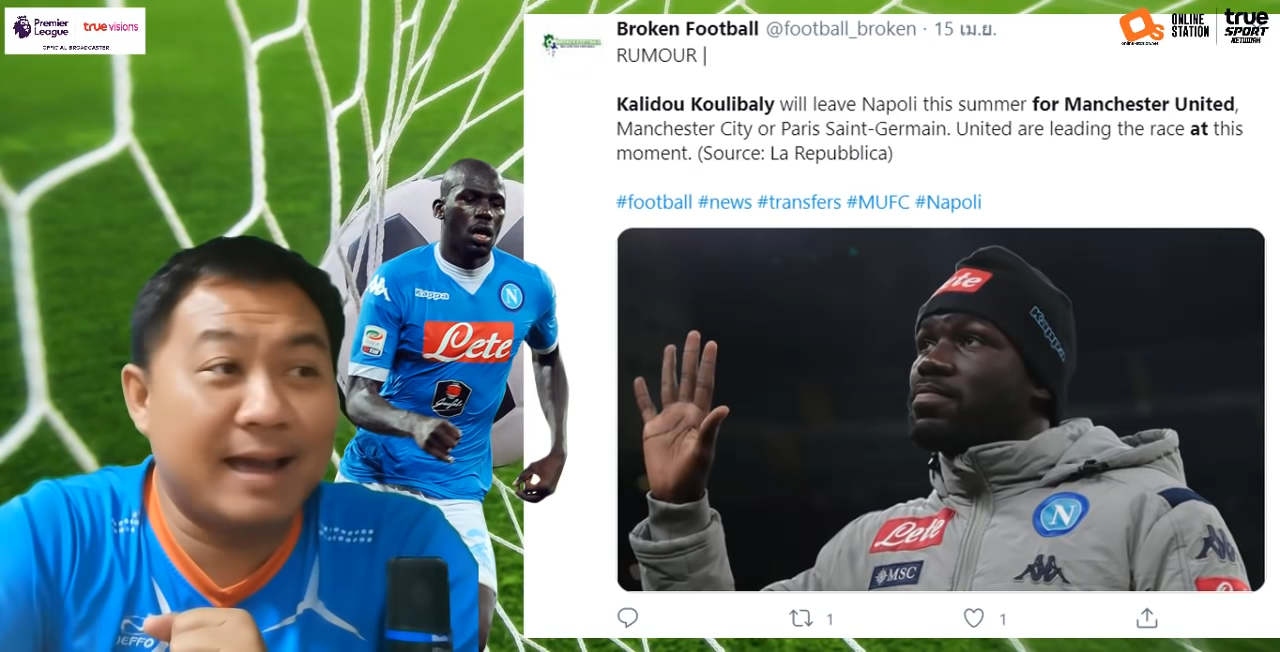 Premier
League
true visions
OFFICIAL BROADCASTER
Broken Football @football_broken · 15 เม.ย.
RUMOUR |
Kalidou Koulibaly will leave Napoli this summer for Manchester United,
Manchester City or Paris Saint-Germain. United are leading the race at this
moment. (Source: La Repubblica)
#football #news #transfers #MUFC #Napoli
1
1
ONLINE
STATION
true
SPORT
NETWORK
Kappa
N
Lete
ete
Kappa
N
Lete
MSC
EFFO